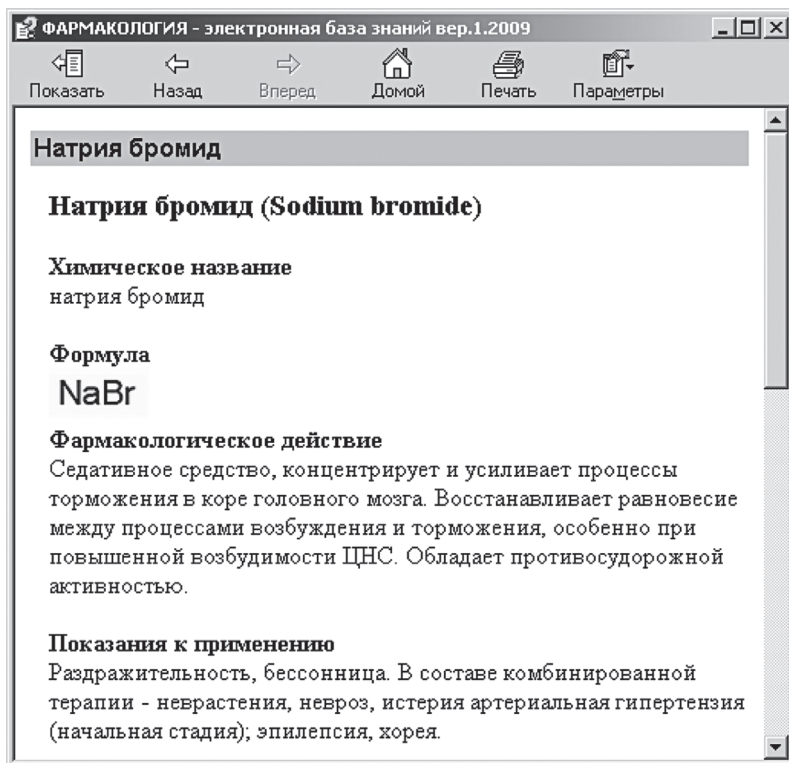 ФАРМАКОЛОГИЯ - электронная база знаний вер.1.2009
Показать Назад Вперед Домой Печать Параметры
Натрия бромид
Натрия бромид (Sodium bromide)
Химическое название
натрия бромид
Формула
NaBr
Фармакологическое действие
Седативное средство, концентрирует и усиливает процессы
торможения в коре головного мозга. Восстанавливает равновесие
между процессами возбуждения и торможения, особенно при
повышенной возбудимости ЦНС. Обладает противосудорожной
активностью.
Показания к применению
Раздражительность, бессонница. В составе комбинированной
терапии - неврастения, невроз, истерия артериальная гипертензия
(начальная стадия); эпилепсия, хорея.